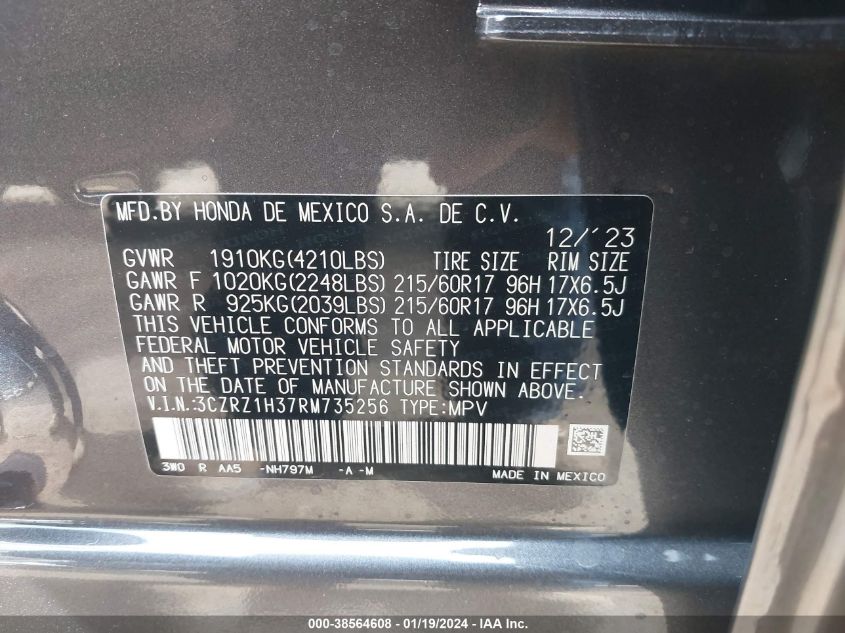 MFD.BY HONDA DE MEXICO S.A. DE C.V.
12/´23
GVWR 1910KG(4210LBS) TIRE SIZE RIM SIZE
GAWR F 1020KG(2248LBS) 215/60R17 96H 17X6.5J
GAWR R 925KG(2039LBS) 215/60R17 96H 17X6.5J
THIS VEHICLE CONFORMS TO ALL APPLICABLE
FEDERAL MOTOR VEHICLE SAFETY
AND THEFT PREVENTION STANDARDS IN EFFECT
ON THE DATE OF MANUFACTURE SHOWN ABOVE.
V.I.N.:3CZRZ1H37RM735256 TYPE:MPV
3W0 R AA5 -NH797M -A -M
MADE IN MEXICO
000-38564608 - 01/19/2024 - IAA Inc.